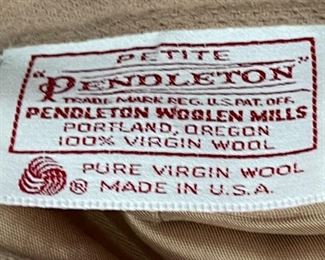 PETITE
"PENDLETON"
TRADE MARK REG. U.S. PAT. OFF.
PENDLETON WOOLEN MILLS
PORTLAND, OREGON
100% VIRGIN WOOL
® PURE VIRGIN WOOL
MADE IN U.S.A.